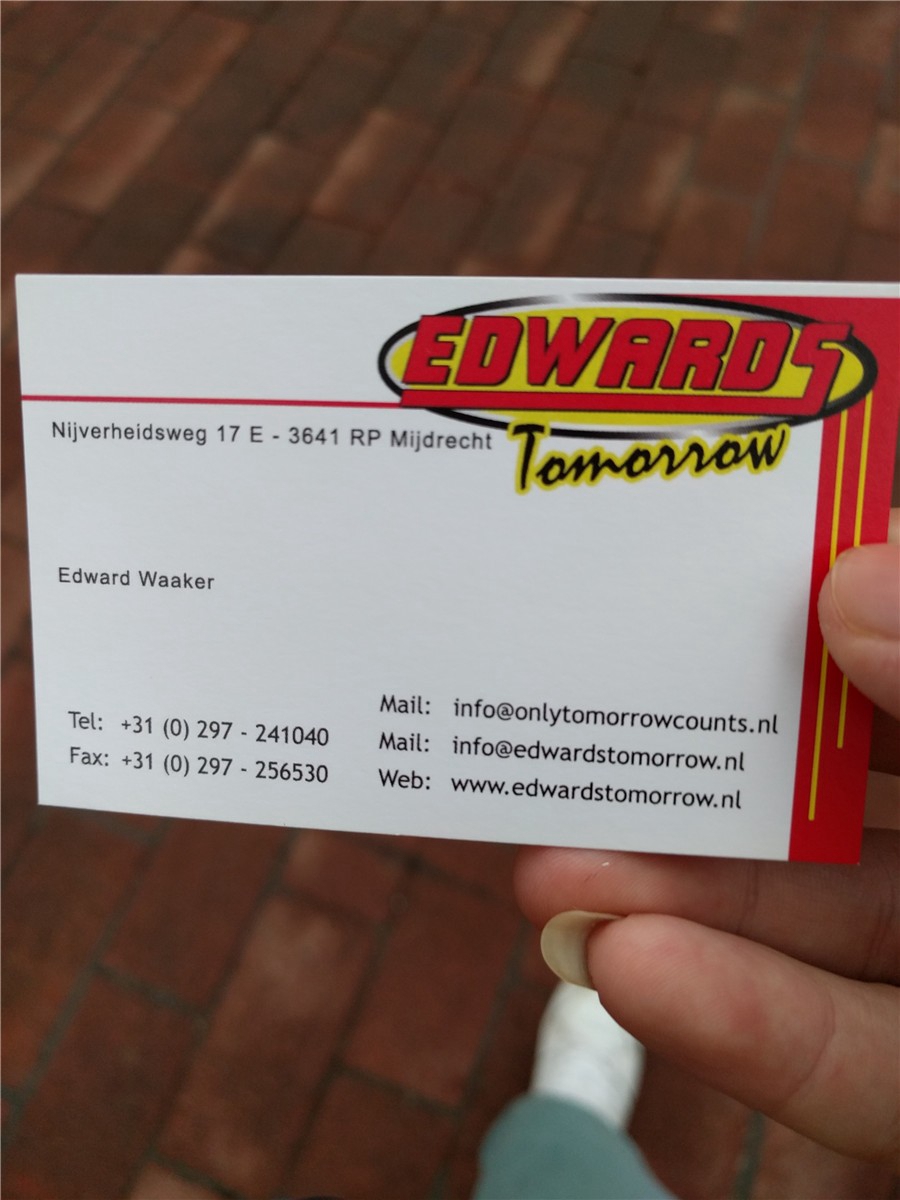 EDWARDS
Tomorrow
Nijverheidsweg 17 E - 3641 RP Mijdrecht
Edward Waaker
Tel: +31 (0) 297 - 241040
Fax: +31 (0) 297 - 256530
Mail: info@onlytomorrowcounts.nl
Mail: info@edwardstomorrow.nl
Web: www.edwardstomorrow.nl